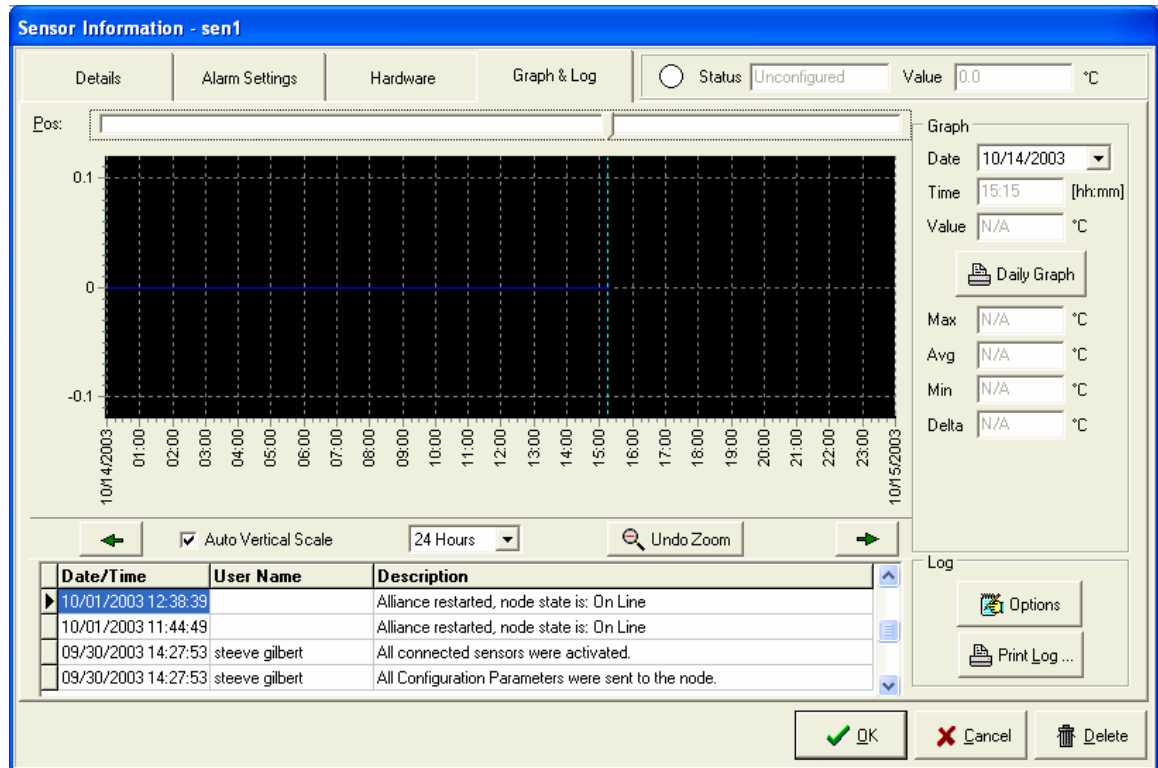 Sensor Information - sen1
Details Alarm Settings Hardware Graph & Log Status Unconfigured Value 0.0 °C
Pos:
Graph
Date 10/14/2003
Time 15:15 [hh:mm]
Value N/A °C
Daily Graph
Max N/A °C
Avg N/A °C
Min N/A °C
Delta N/A °C
0.1
0
-0.1
10/14/2003 01:00 02:00 03:00 04:00 05:00 06:00 07:00 08:00 09:00 10:00 11:00 12:00 13:00 14:00 15:00 16:00 17:00 18:00 19:00 20:00 21:00 22:00 23:00 10/15/2003
Auto Vertical Scale 24 Hours Undo Zoom
Date/Time User Name Description
10/01/2003 12:38:39 Alliance restarted, node state is: On Line
10/01/2003 11:44:49 Alliance restarted, node state is: On Line
09/30/2003 14:27:53 steeve gilbert All connected sensors were activated.
09/30/2003 14:27:53 steeve gilbert All Configuration Parameters were sent to the node.
Log
Options
Print Log ...
OK Cancel Delete